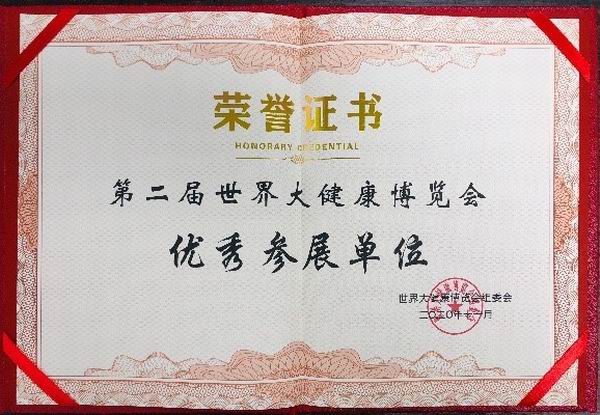 荣誉证书
HONORARY CREDENTIAL
第二届世界大健康博览会
优秀参展单位
世界大健康博览会组委会
二〇二〇年十一月